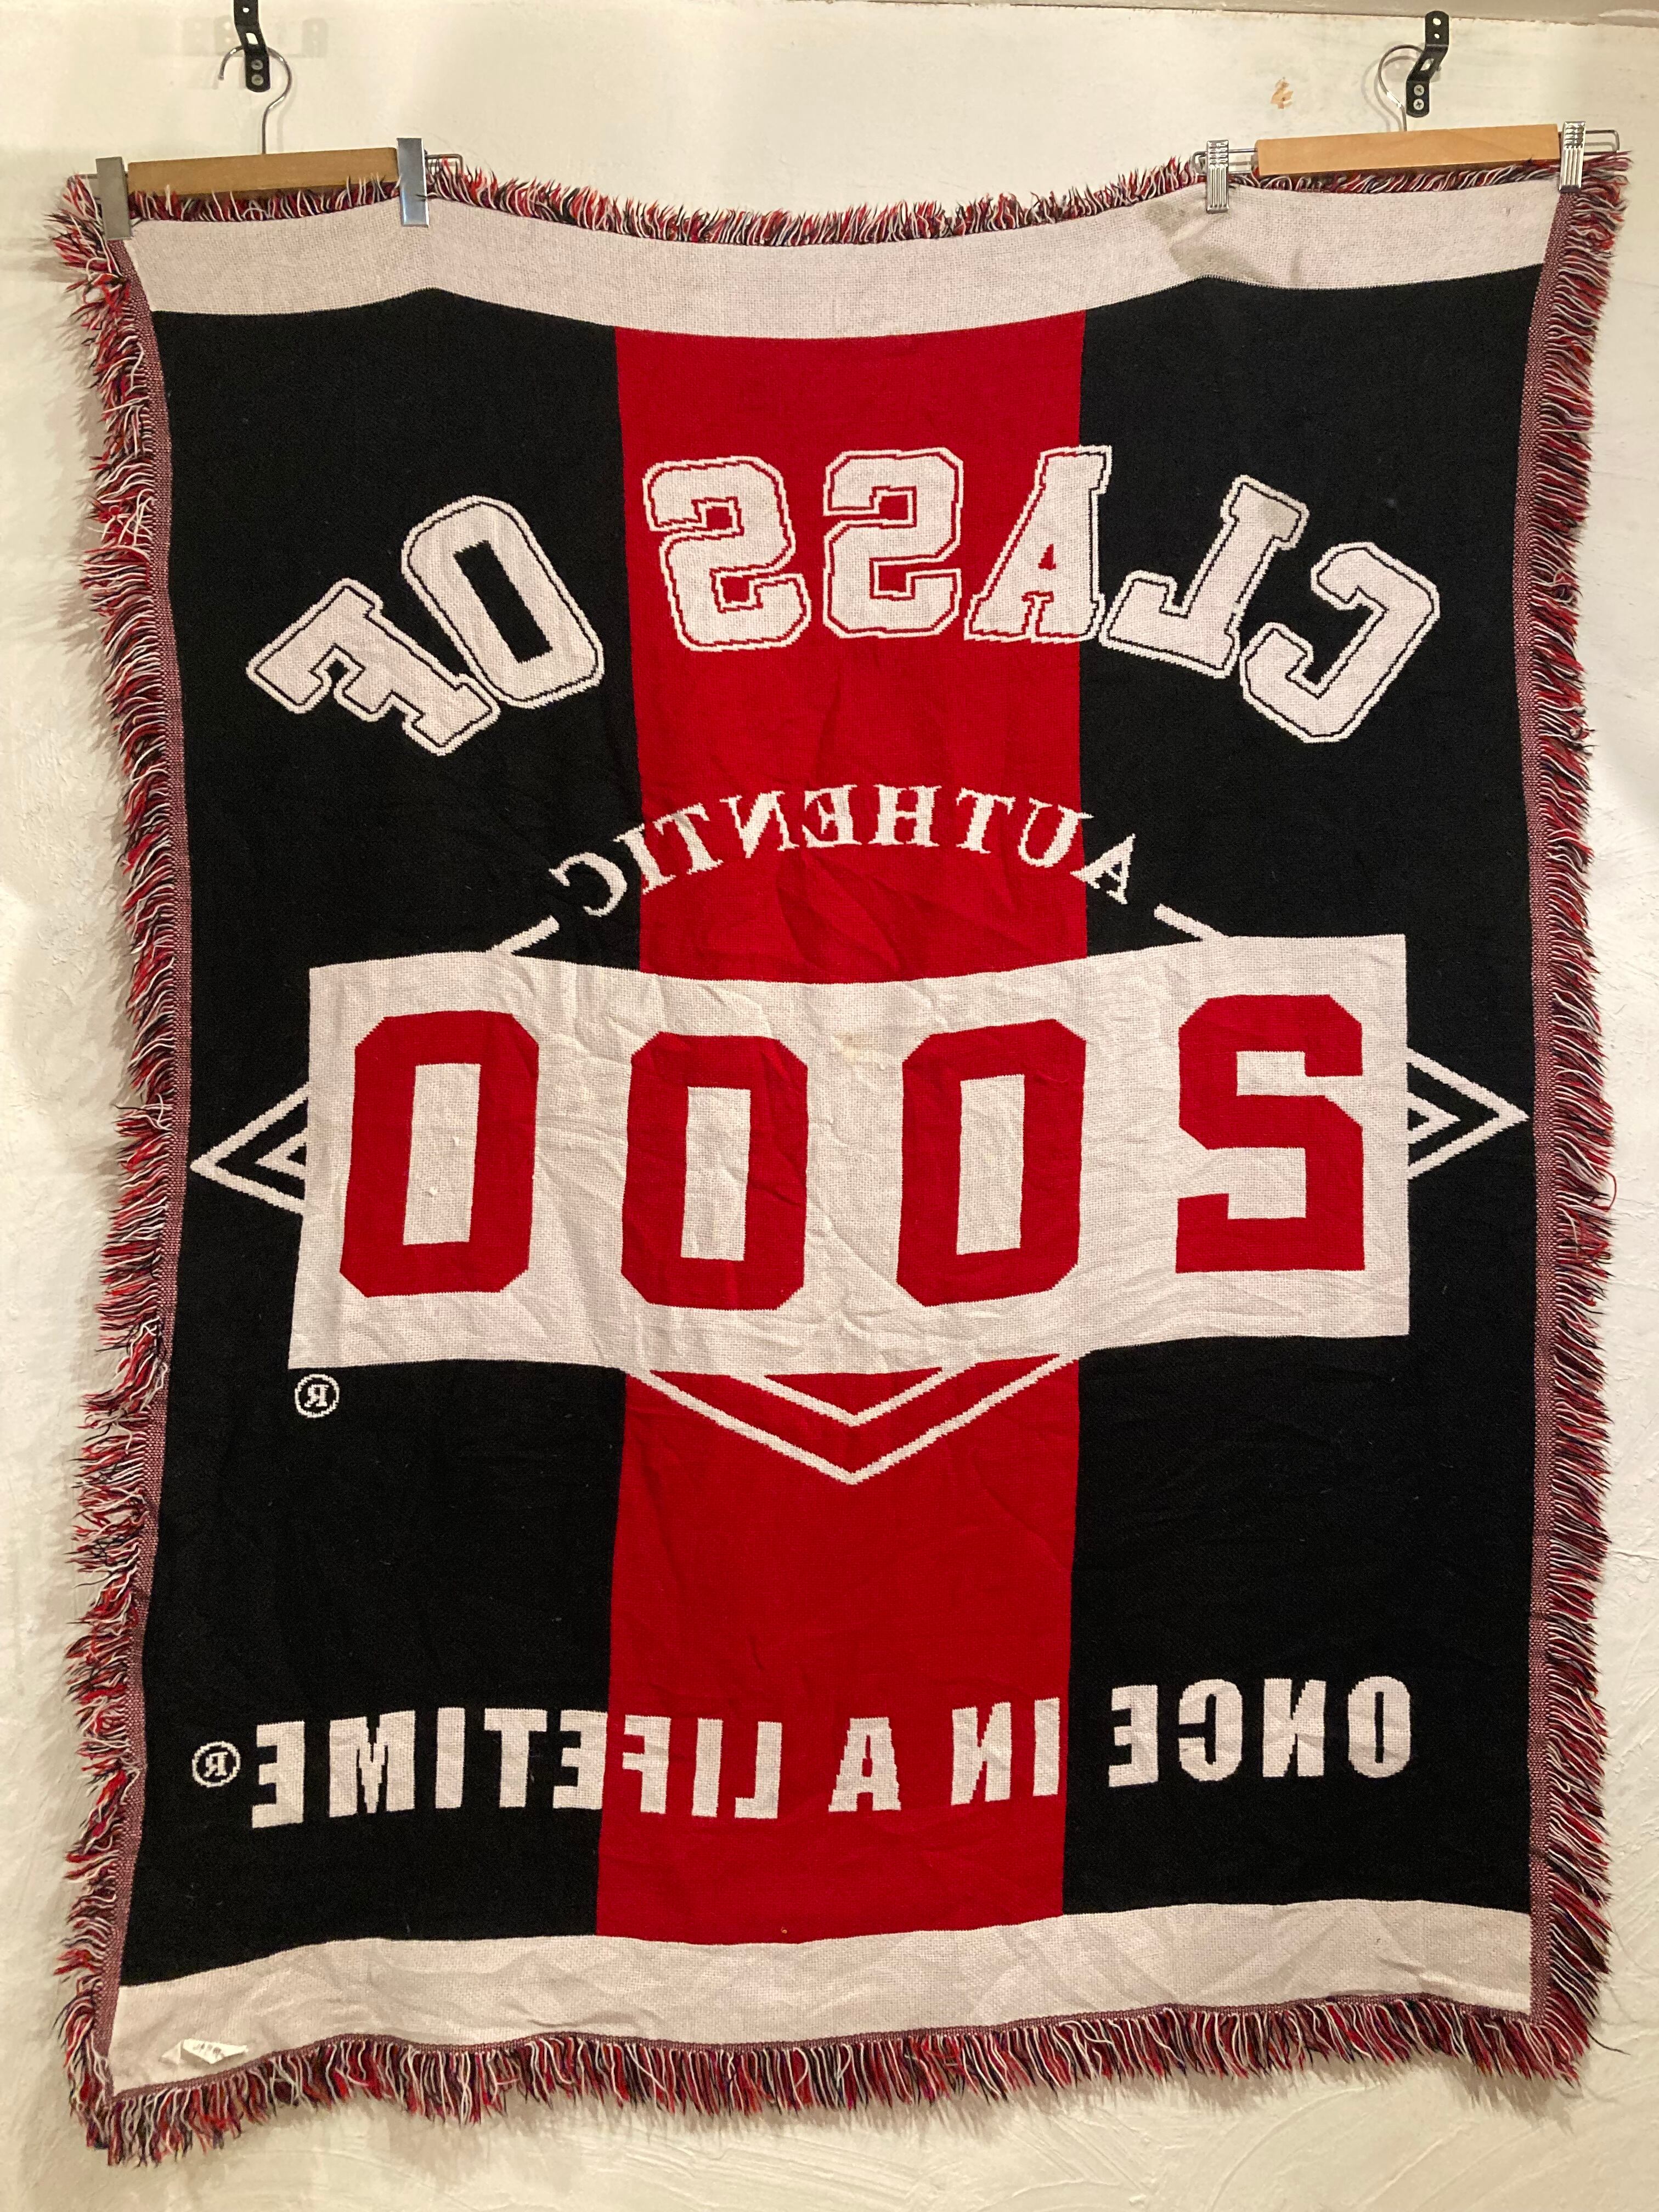 CLASS OF
AUTHENTIC
2000
®
ONCE IN A LIFETIME®